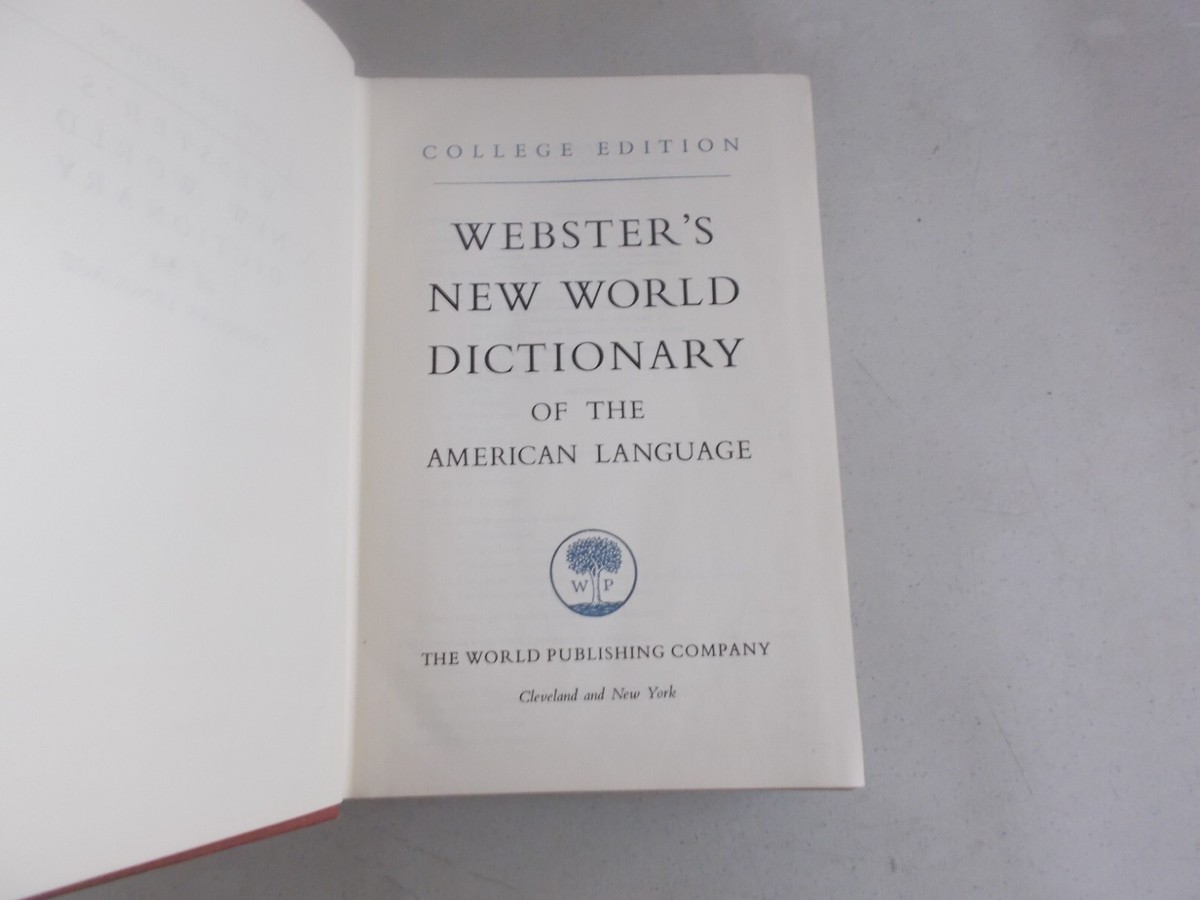 COLLEGE EDITION
WEBSTER'S
NEW WORLD
DICTIONARY
OF THE
AMERICAN LANGUAGE
W P
THE WORLD PUBLISHING COMPANY
Cleveland and New York